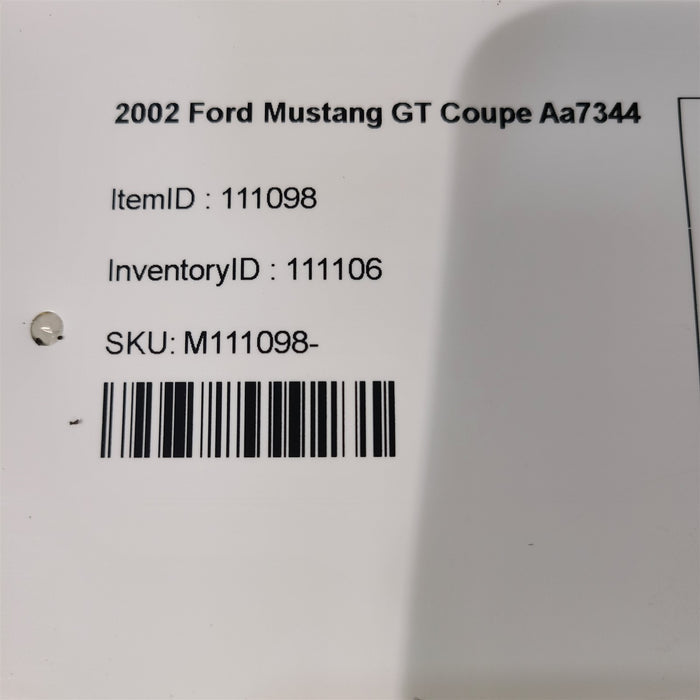 2002 Ford Mustang GT Coupe Aa7344
ItemID : 111098
InventoryID : 111106
SKU: M111098-